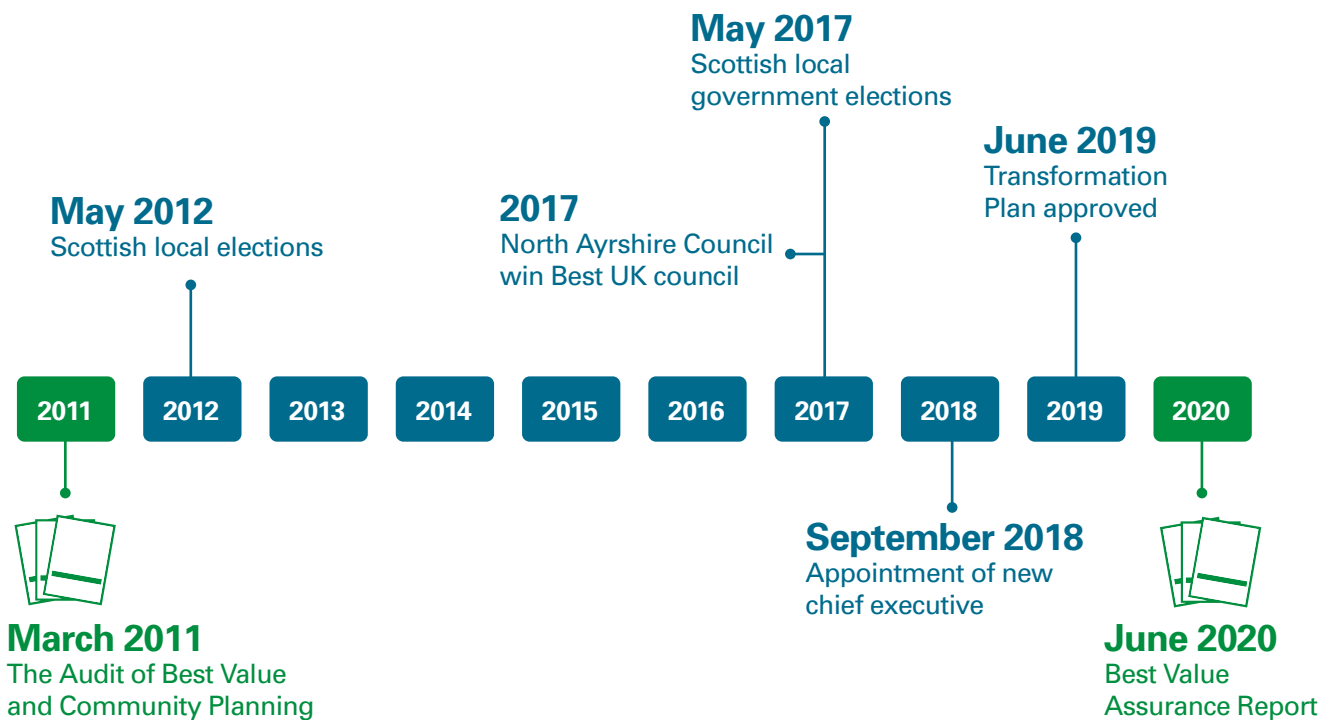 May 2017
Scottish local
government elections
June 2019
Transformation
Plan approved
May 2012
Scottish local elections
2017
North Ayrshire Council
win Best UK council
2011
2012
2013
2014
2015
2016
2017
2018
2019
2020
September 2018
Appointment of new
chief executive
March 2011
The Audit of Best Value
and Community Planning
June 2020
Best Value
Assurance Report